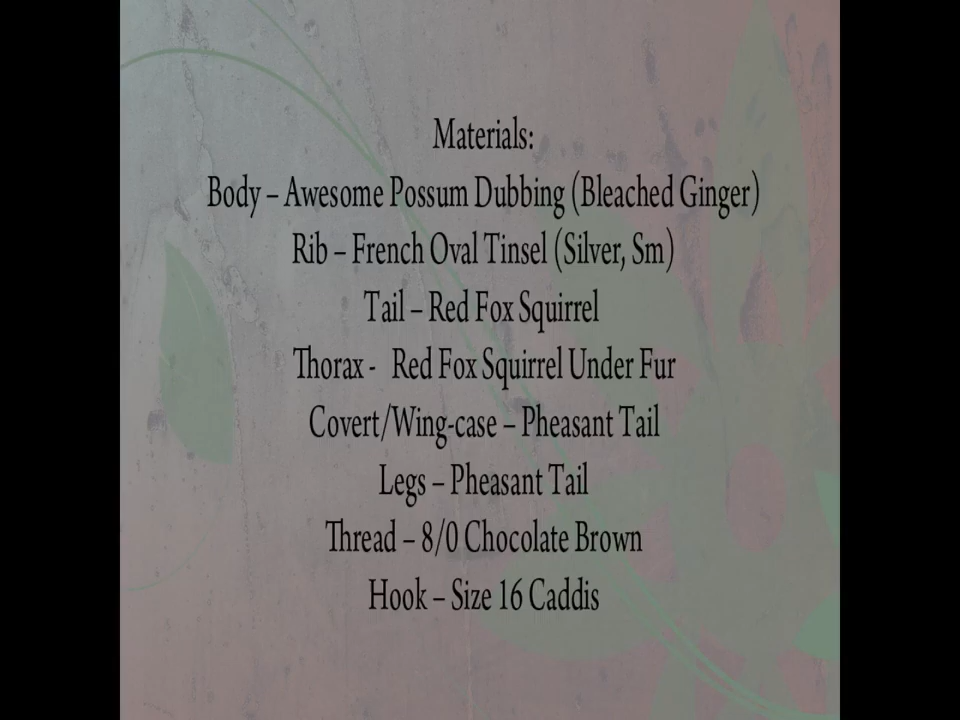 Materials:
Body – Awesome Possum Dubbing (Bleached Ginger)
Rib – French Oval Tinsel (Silver, Sm)
Tail – Red Fox Squirrel
Thorax -  Red Fox Squirrel Under Fur
Covert/Wing-case – Pheasant Tail
Legs – Pheasant Tail
Thread – 8/0 Chocolate Brown
Hook – Size 16 Caddis